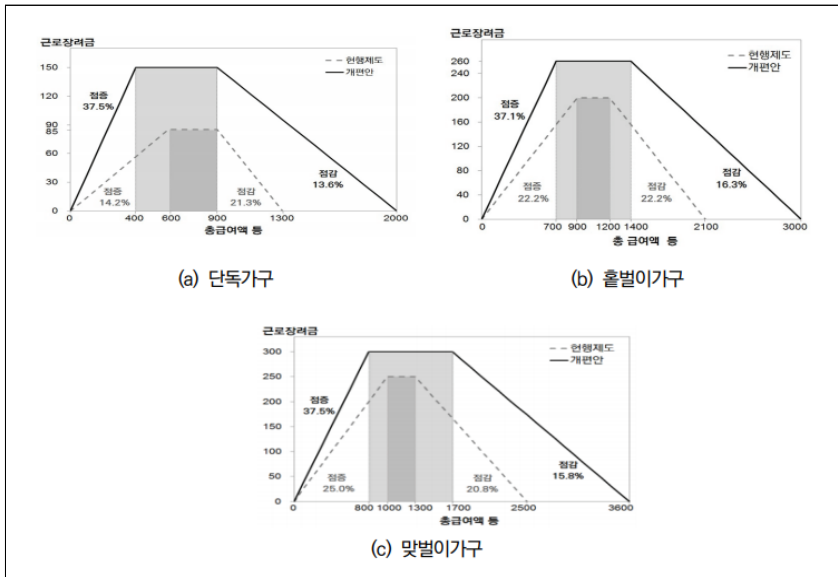 근로장려금
현행제도
개편안
150
120
90
85
60
30
0
점증
37.5%
점증
14.2%
점감
21.3%
점감
13.6%
0 400 600 900 1300 2000
총급여액 등
(a) 단독가구
근로장려금
현행제도
개편안
260
240
200
160
120
80
40
0
점증
37.1%
점증
22.2%
점감
22.2%
점감
16.3%
0 700 900 1200 1400 2100 3000
총 급여액 등
(b) 홑벌이가구
근로장려금
현행제도
개편안
300
250
200
150
100
50
0
점증
37.5%
점증
25.0%
점감
20.8%
점감
15.8%
0 800 1000 1300 1700 2500 3600
총급여액 등
(c) 맞벌이가구